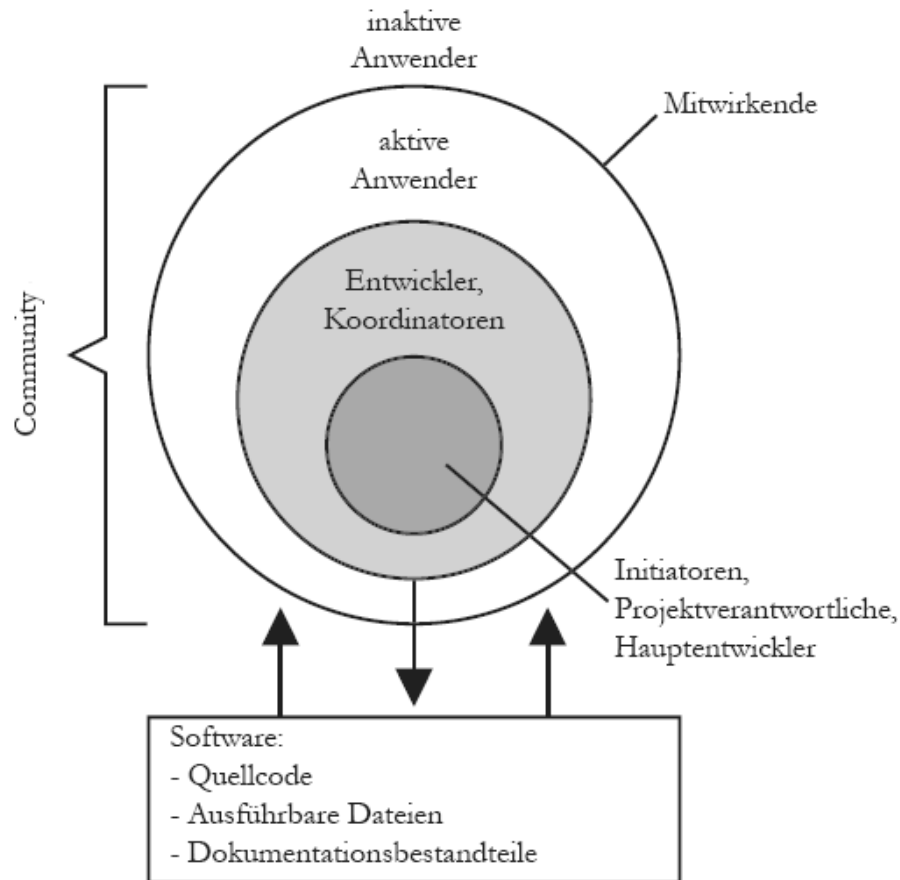 inaktive
Anwender
Mitwirkende
aktive
Anwender
Entwickler,
Koordinatoren
Community
Initiatoren,
Projektverantwortliche,
Hauptentwickler
Software:
- Quellcode
- Ausführbare Dateien
- Dokumentationsbestandteile